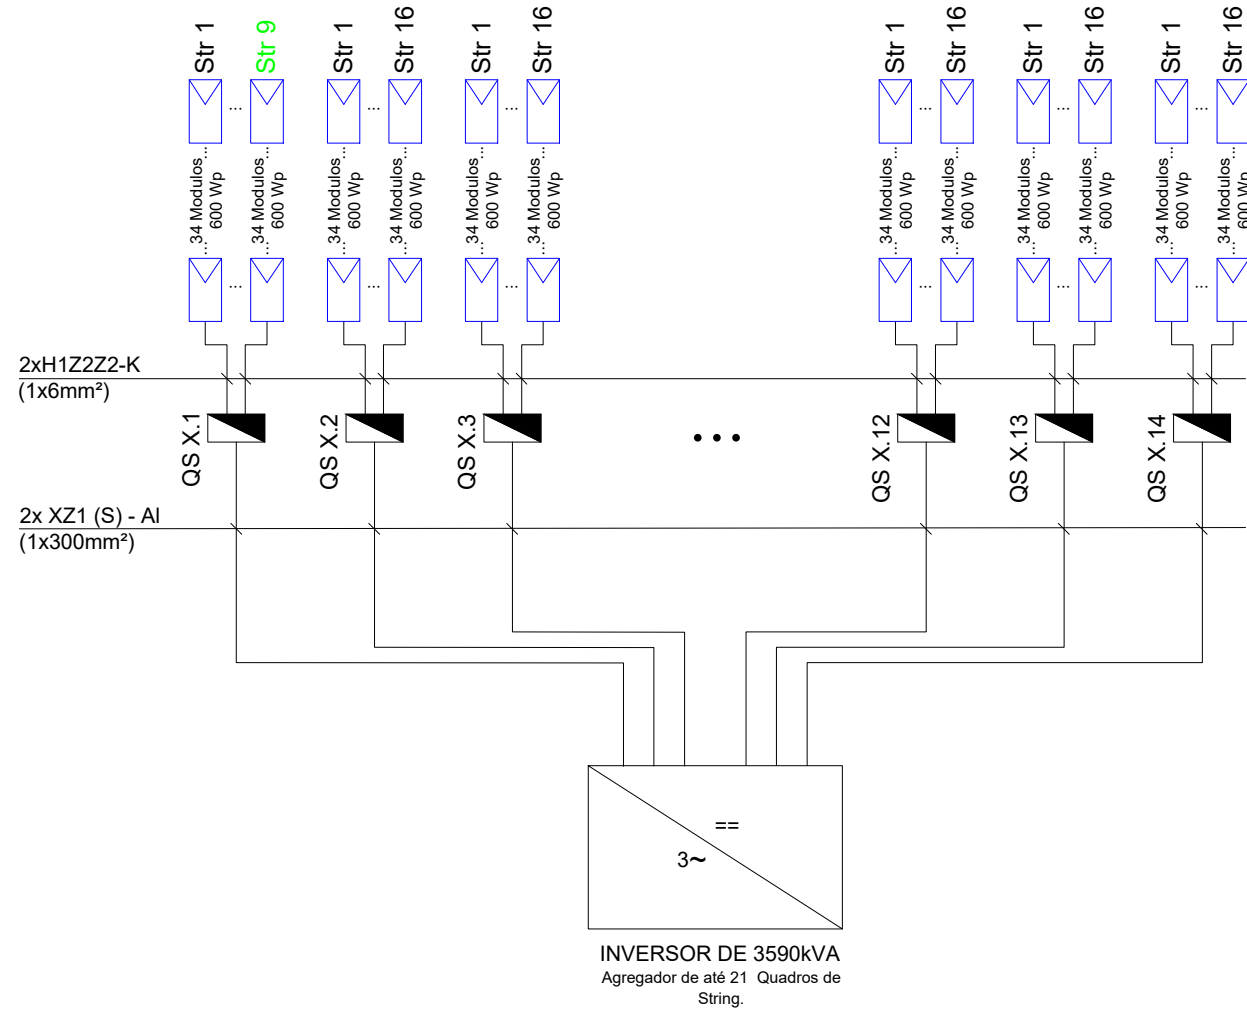 Str 1
Str 9
Str 1
Str 16
Str 1
Str 16
Str 1
Str 16
Str 1
Str 16
Str 1
Str 16
...
...
...
...
...
...
... 34 Modulos...
600 Wp
... 34 Modulos...
600 Wp
... 34 Modulos...
600 Wp
... 34 Modulos...
600 Wp
... 34 Modulos...
600 Wp
... 34 Modulos...
600 Wp
... 34 Modulos...
600 Wp
... 34 Modulos...
600 Wp
... 34 Modulos...
600 Wp
... 34 Modulos...
600 Wp
... 34 Modulos...
600 Wp
... 34 Modulos...
600 Wp
...
...
...
...
...
...
2xH1Z2Z2-K
(1x6mm²)
QS X.1
QS X.2
QS X.3
...
QS X.12
QS X.13
QS X.14
2x XZ1 (S) - Al
(1x300mm²)
==
3~
INVERSOR DE 3590kVA
Agregador de até 21 Quadros de
String.